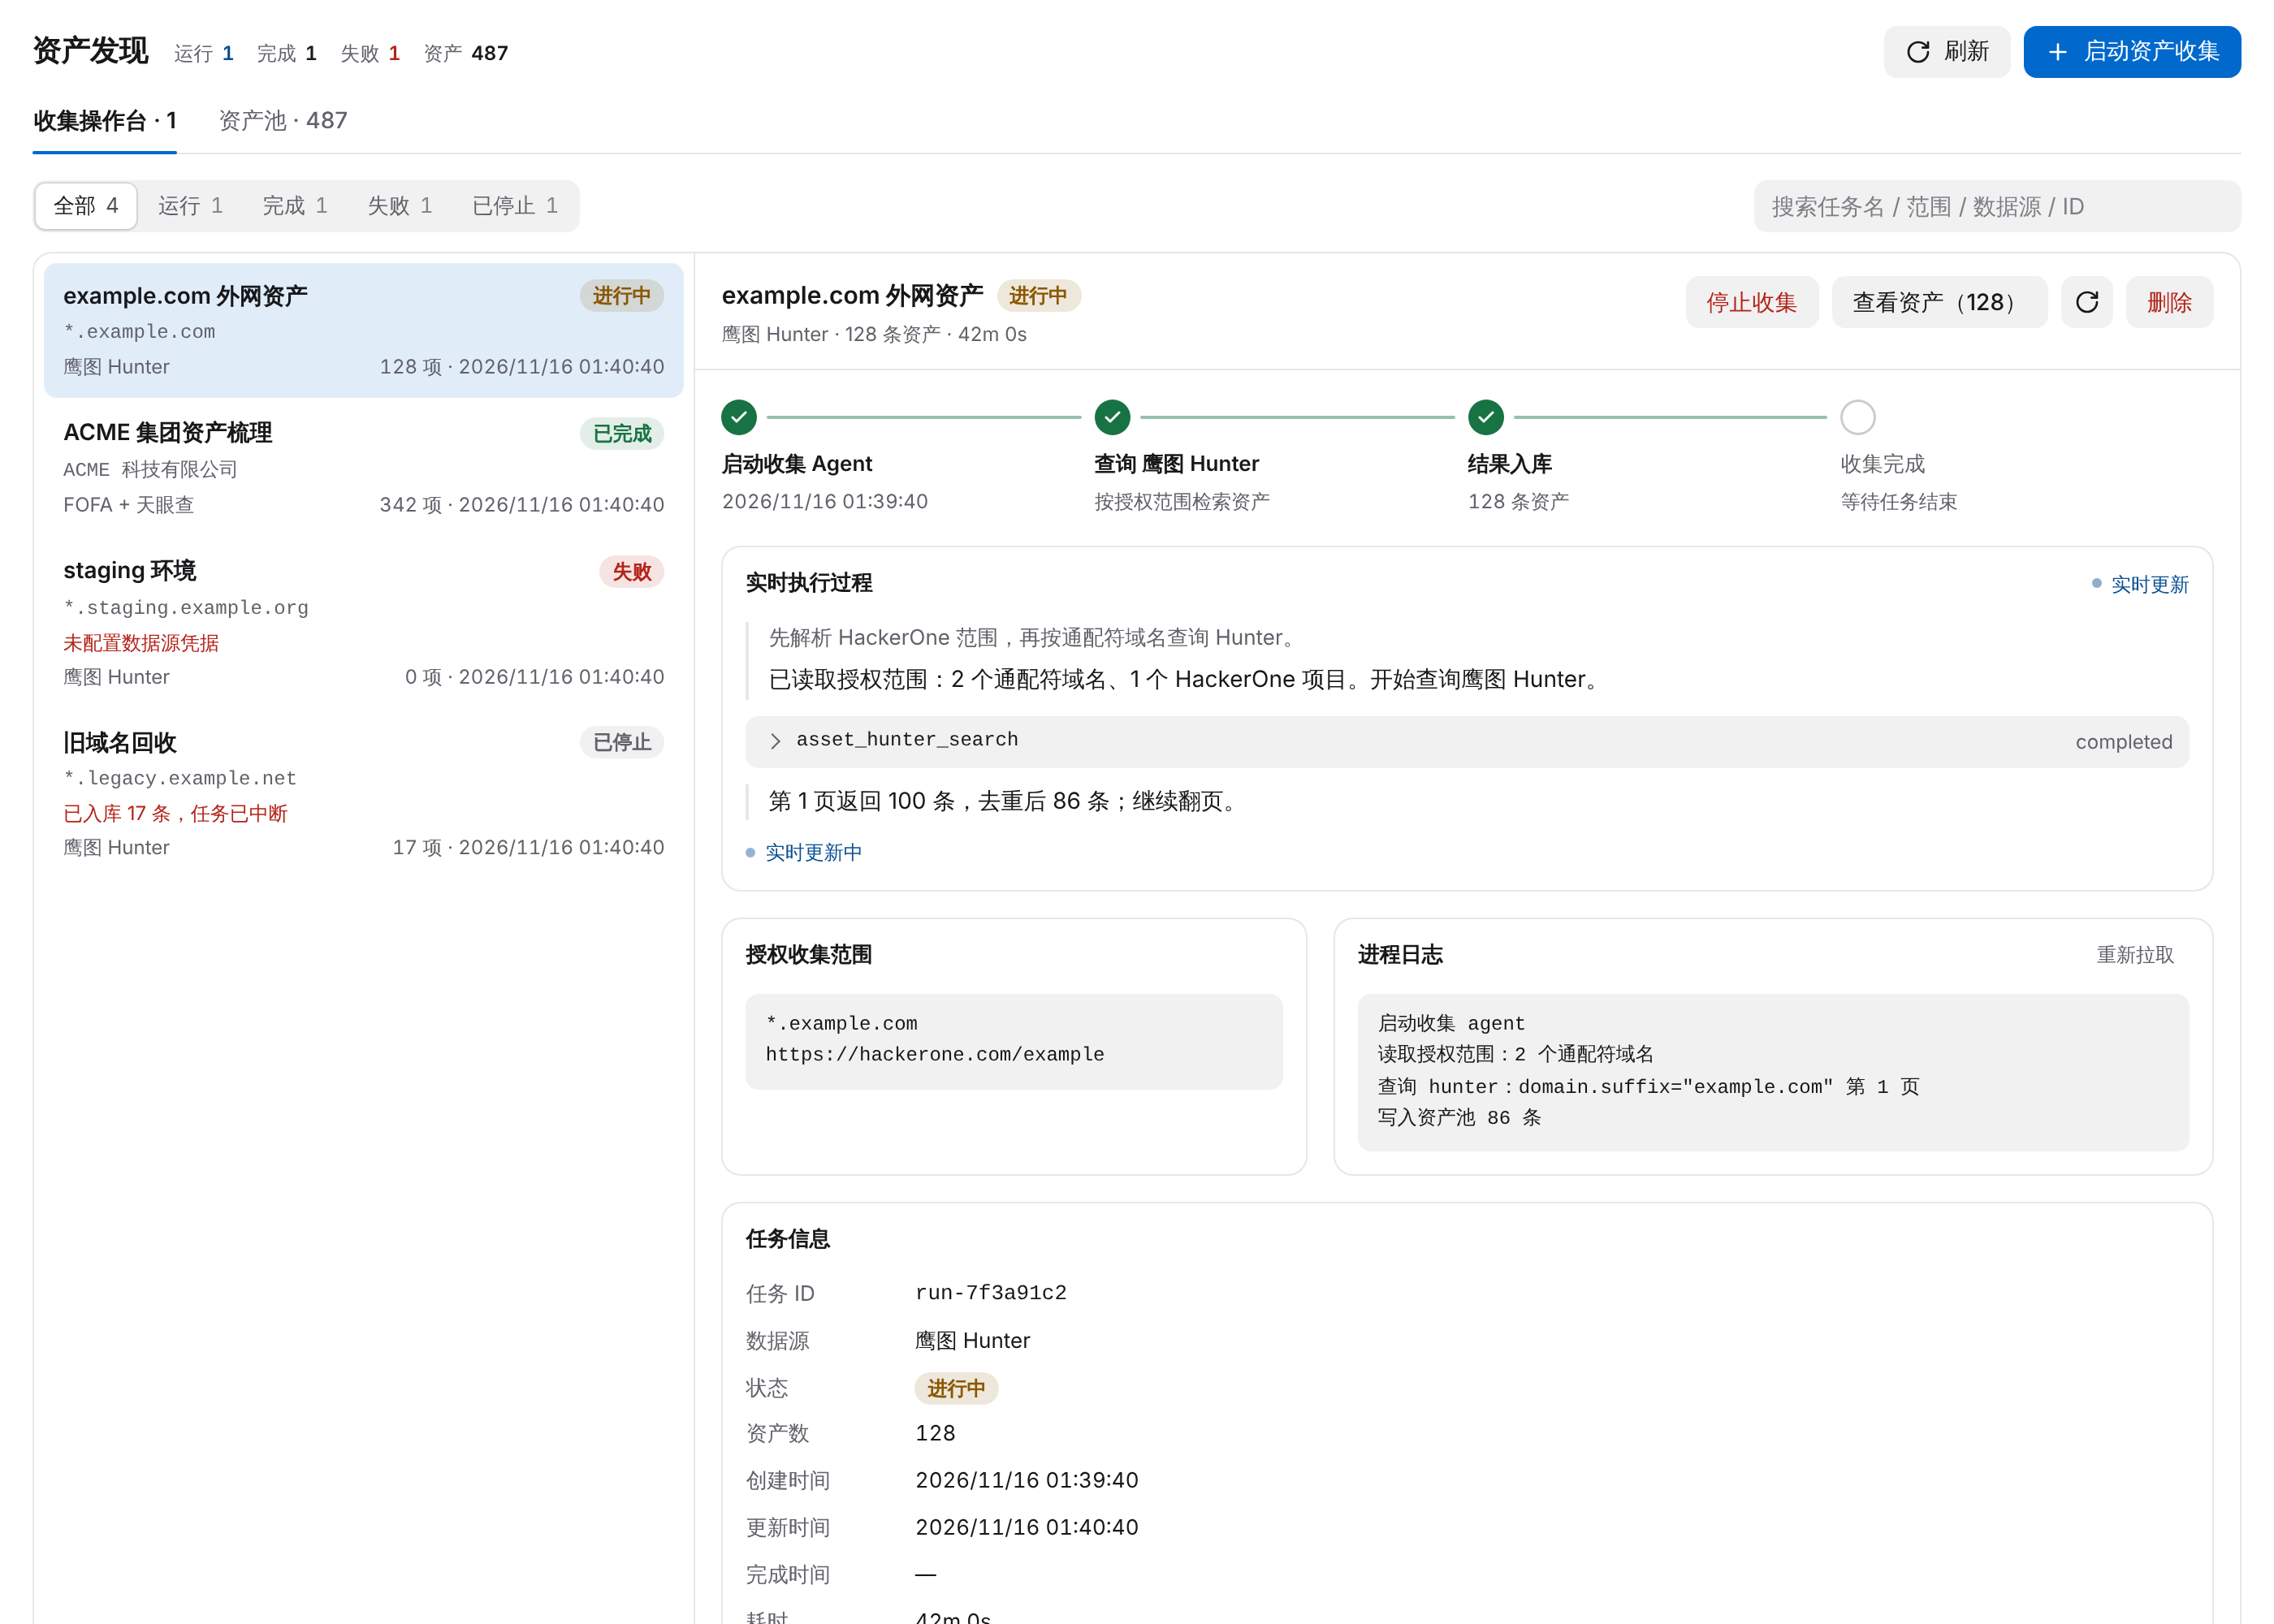 资产发现 运行 1 完成 1 失败 1 资产 487
刷新
启动资产收集
收集操作台 · 1 资产池 · 487
全部 4 运行 1 完成 1 失败 1 已停止 1
搜索任务名 / 范围 / 数据源 / ID
example.com 外网资产 进行中
*.example.com
鹰图 Hunter 128 项 · 2026/11/16 01:40:40
ACME 集团资产梳理 已完成
ACME 科技有限公司
FOFA + 天眼查 342 项 · 2026/11/16 01:40:40
staging 环境 失败
*.staging.example.org
未配置数据源凭据
鹰图 Hunter 0 项 · 2026/11/16 01:40:40
旧域名回收 已停止
*.legacy.example.net
已入库 17 条，任务已中断
鹰图 Hunter 17 项 · 2026/11/16 01:40:40
example.com 外网资产 进行中
鹰图 Hunter · 128 条资产 · 42m 0s
停止收集 查看资产（128） 删除
启动收集 Agent
2026/11/16 01:39:40
查询 鹰图 Hunter
按授权范围检索资产
结果入库
128 条资产
收集完成
等待任务结束
实时执行过程 实时更新
先解析 HackerOne 范围，再按通配符域名查询 Hunter。
已读取授权范围：2 个通配符域名、1 个 HackerOne 项目。开始查询鹰图 Hunter。
asset_hunter_search completed
第 1 页返回 100 条，去重后 86 条；继续翻页。
实时更新中
授权收集范围
*.example.com
https://hackerone.com/example
进程日志 重新拉取
启动收集 agent
读取授权范围：2 个通配符域名
查询 hunter：domain.suffix="example.com" 第 1 页
写入资产池 86 条
任务信息
任务 ID run-7f3a91c2
数据源 鹰图 Hunter
状态 进行中
资产数 128
创建时间 2026/11/16 01:39:40
更新时间 2026/11/16 01:40:40
完成时间 —
耗时 42m 0s